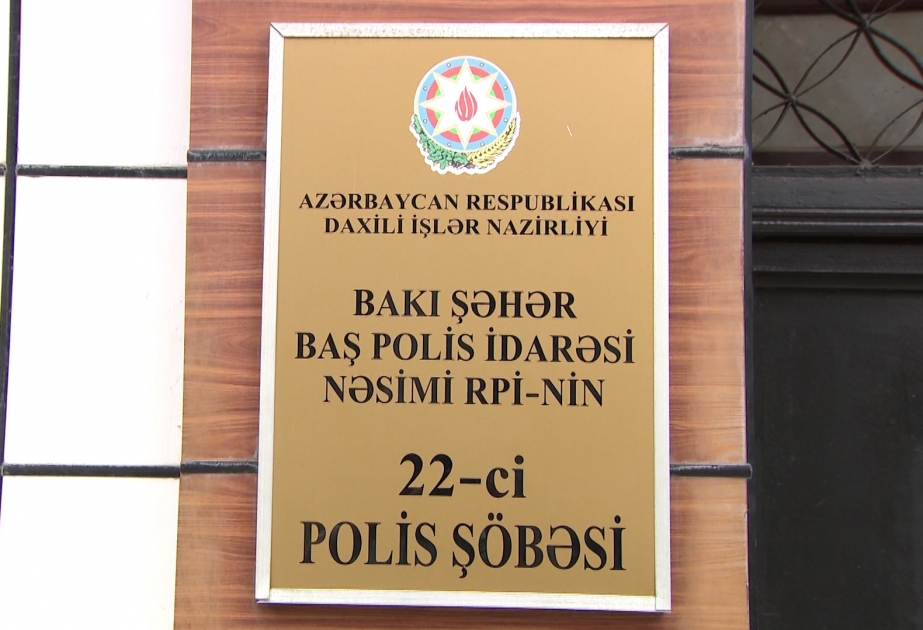 AZƏRBAYCAN RESPUBLİKASI
DAXİLİ İŞLƏR NAZİRLİYİ
BAKI ŞƏHƏR
BAŞ POLİS İDARƏSİ
NƏSİMİ RPİ-NİN
22-ci
POLİS ŞÖBƏSİ